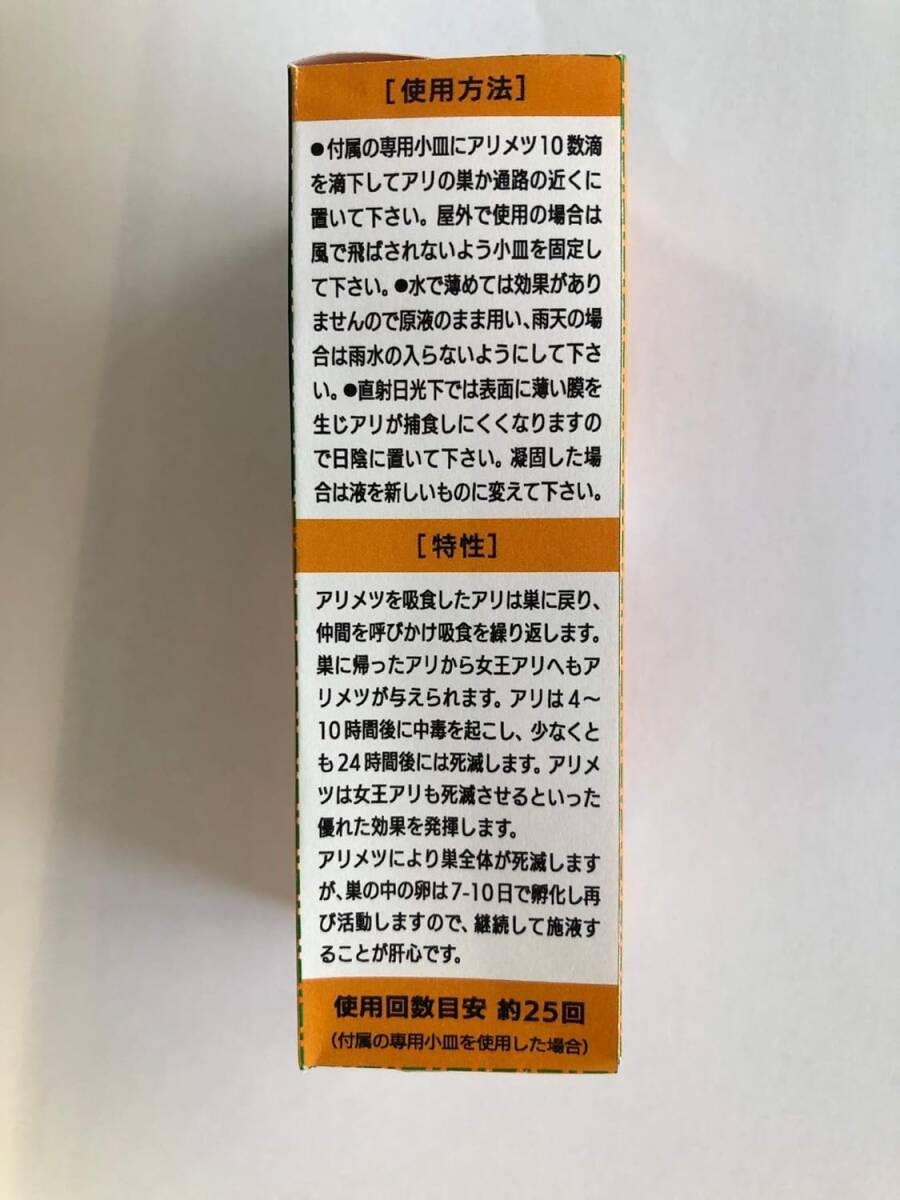 [使用方法]
●付属の専用小皿にアリメツ10数滴
を滴下してアリの巣か通路の近くに
置いて下さい。屋外で使用の場合は
風で飛ばされないよう小皿を固定し
て下さい。●水で薄めては効果があり
ませんので原液のまま用い、雨天の場
合は雨水の入らないようにして下さ
い。●直射日光下では表面に薄い膜を
生じアリが捕食しにくくなりますの
で日陰に置いて下さい。凝固した場
合は液を新しいものに変えて下さい。
[特性]
アリメツを吸食したアリは巣に戻り、
仲間を呼びかけ吸食を繰り返します。
巣に帰ったアリから女王アリへもア
リメツが与えられます。アリは4〜
10時間後に中毒を起こし、少なくと
も24時間後には死滅します。アリメ
ツは女王アリも死滅させるといった
優れた効果を発揮します。
アリメツにより巣全体が死滅します
が、巣の中の卵は7-10日で孵化し再
び活動しますので、継続して施液す
ることが肝心です。
使用回数目安 約25回
(付属の専用小皿を使用した場合)